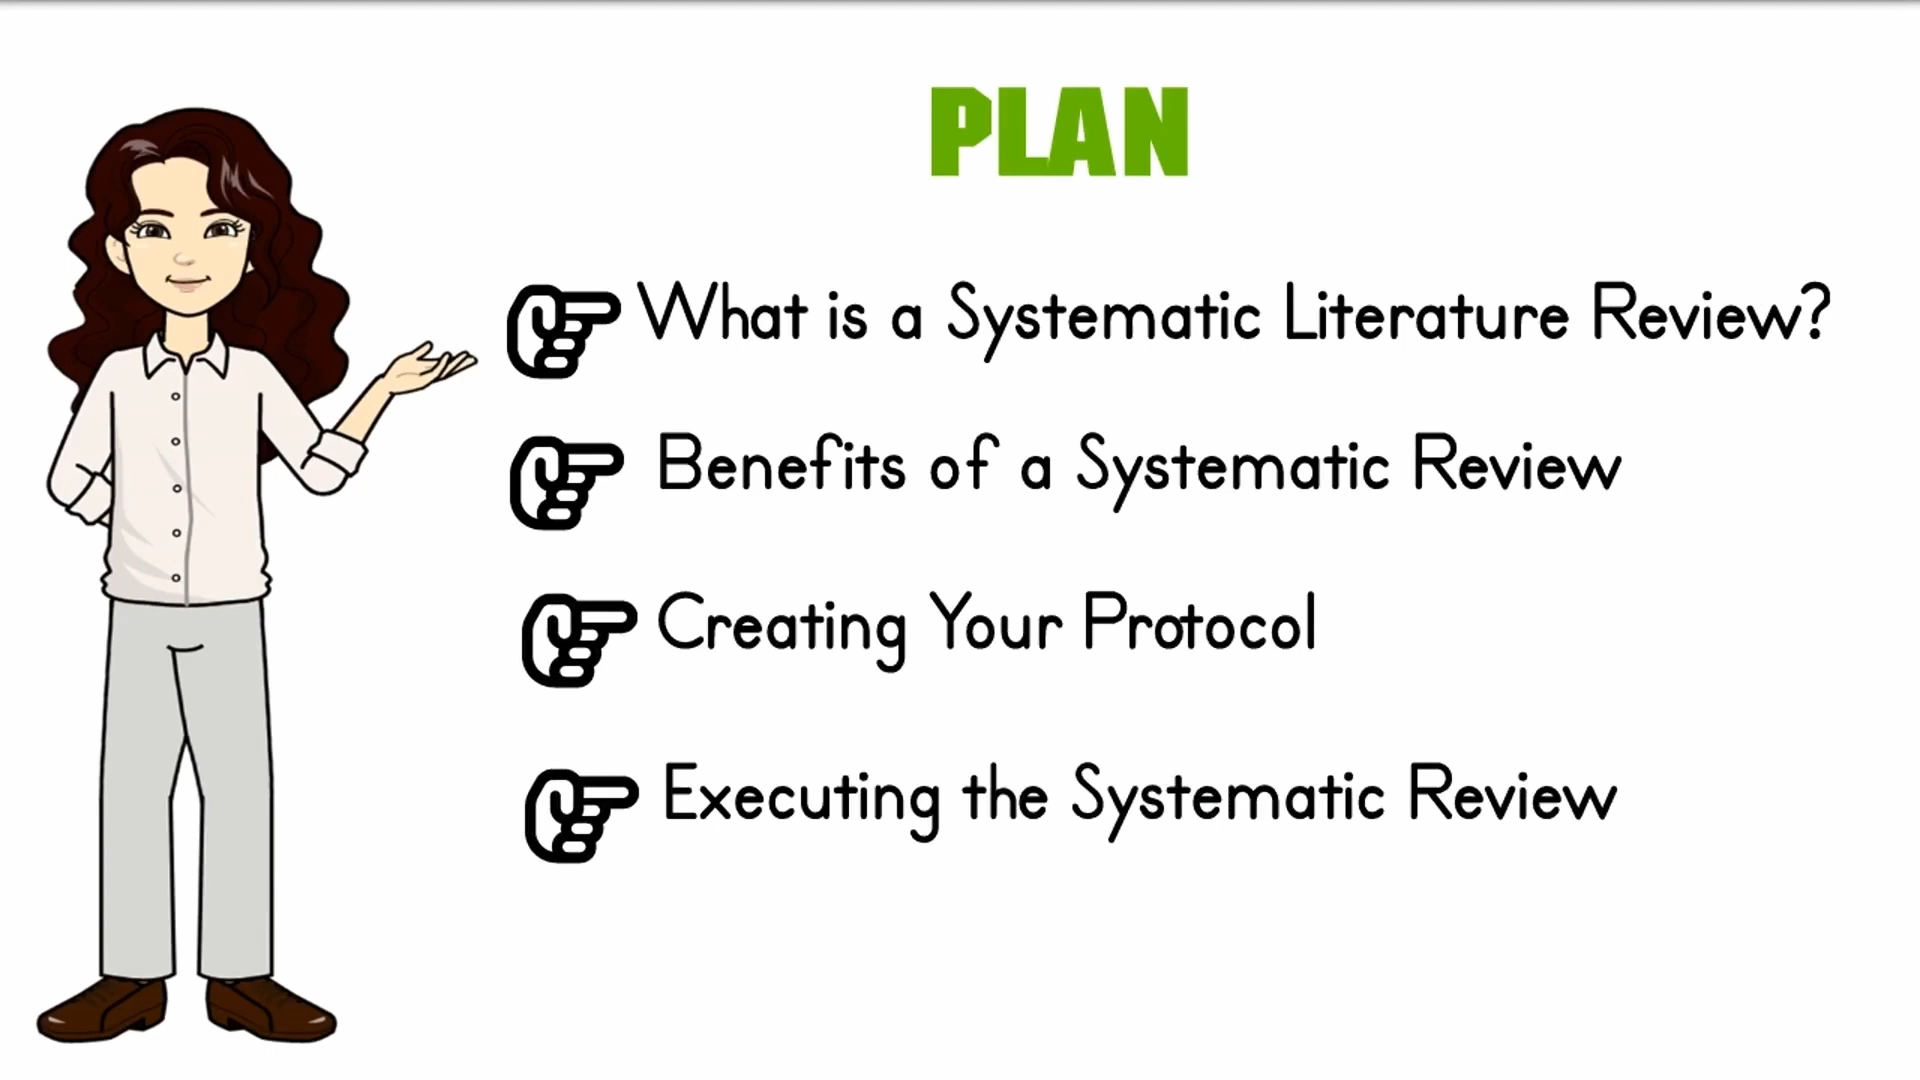 PLAN
What is a Systematic Literature Review?
Benefits of a Systematic Review
Creating Your Protocol
Executing the Systematic Review